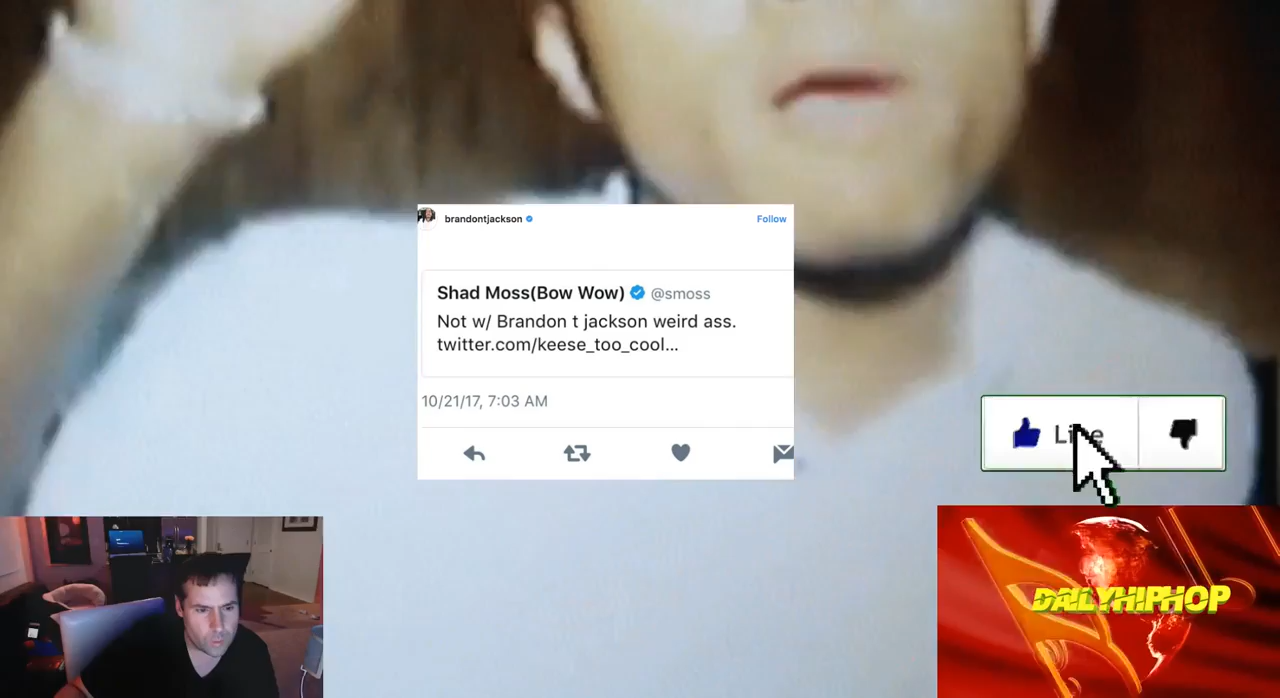 brandontjackson
Follow
Shad Moss(Bow Wow) @smoss
Not w/ Brandon t jackson weird ass.
twitter.com/keese_too_cool...
10/21/17, 7:03 AM
Like
DAILYHIPHOP